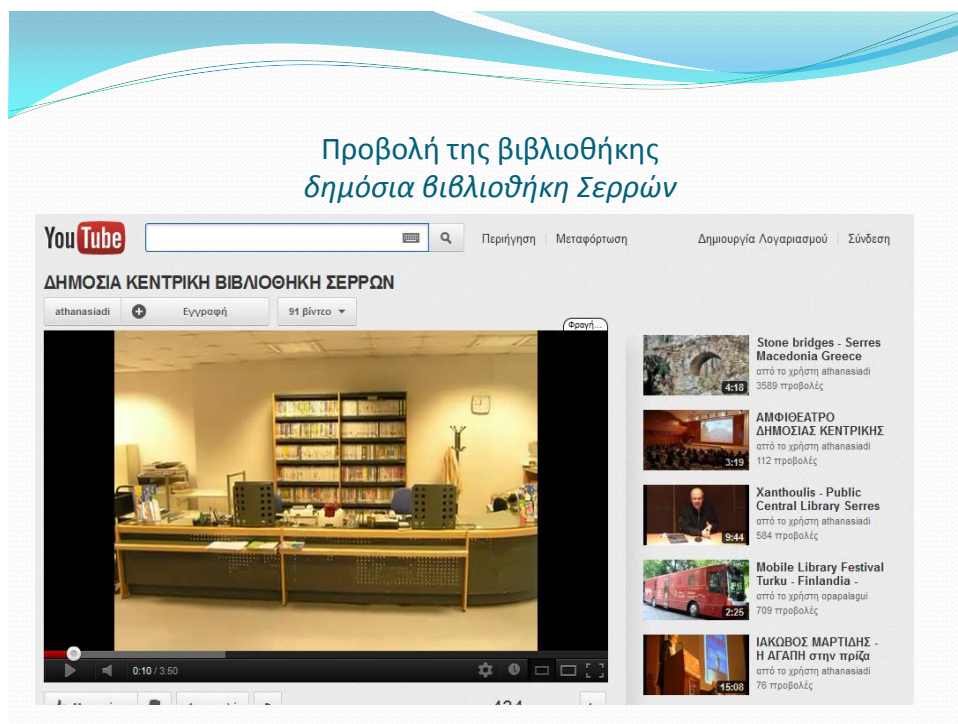 Προβολή της βιβλιοθήκης
δημόσια βιβλιοθήκη Σερρών
YouTube
Περιήγηση Μεταφόρτωση Δημιουργία Λογαριασμού Σύνδεση
ΔΗΜΟΣΙΑ ΚΕΝΤΡΙΚΗ ΒΙΒΛΙΟΘΗΚΗ ΣΕΡΡΩΝ
athanasiadi Εγγραφή 91 βίντεο
Φραγή...
0:10 / 3:50
Stone bridges - Serres
Macedonia Greece
από το χρήστη athanasiadi
3589 προβολές
4:18
ΑΜΦΙΘΕΑΤΡΟ
ΔΗΜΟΣΙΑΣ ΚΕΝΤΡΙΚΗΣ
από το χρήστη athanasiadi
112 προβολές
3:19
Xanthoulis - Public
Central Library Serres
από το χρήστη athanasiadi
584 προβολές
9:44
Mobile Library Festival
Turku - Finlandia -
από το χρήστη opapalagui
709 προβολές
2:25
ΙΑΚΩΒΟΣ ΜΑΡΤΙΔΗΣ -
Η ΑΓΑΠΗ στην πρίζα
από το χρήστη athanasiadi
76 προβολές
15:08